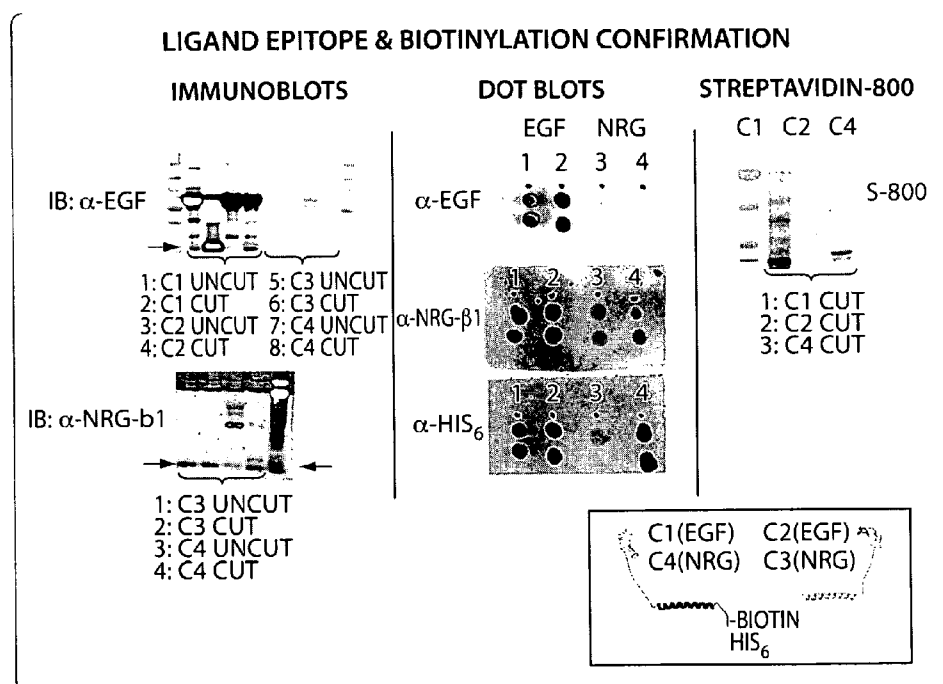 LIGAND EPITOPE & BIOTINYLATION CONFIRMATION
IMMUNOBLOTS
IB: α-EGF
1: C1 UNCUT 5: C3 UNCUT
2: C1 CUT 6: C3 CUT
3: C2 UNCUT 7: C4 UNCUT
4: C2 CUT 8: C4 CUT
IB: α-NRG-b1
1: C3 UNCUT
2: C3 CUT
3: C4 UNCUT
4: C4 CUT
DOT BLOTS
EGF NRG
1 2 3 4
α-EGF
1 2 3 4
α-NRG-β1
1 2 3 4
α-HIS6
STREPTAVIDIN-800
C1 C2 C4
S-800
1: C1 CUT
2: C2 CUT
3: C4 CUT
C1(EGF) C2(EGF)
C4(NRG) C3(NRG)
-BIOTIN
HIS6